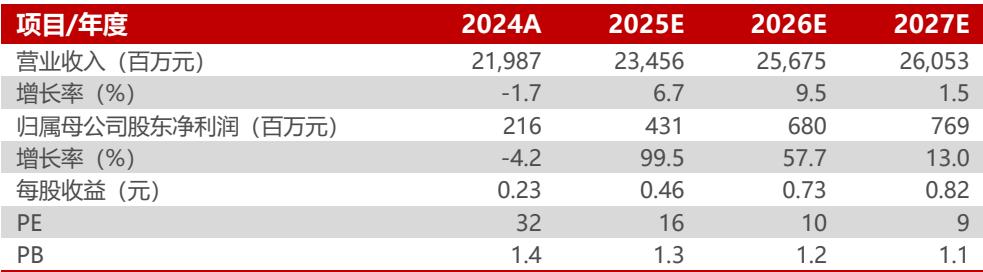 项目/年度 2024A 2025E 2026E 2027E
营业收入（百万元） 21,987 23,456 25,675 26,053
增长率（%） -1.7 6.7 9.5 1.5
归属母公司股东净利润（百万元） 216 431 680 769
增长率（%） -4.2 99.5 57.7 13.0
每股收益（元） 0.23 0.46 0.73 0.82
PE 32 16 10 9
PB 1.4 1.3 1.2 1.1